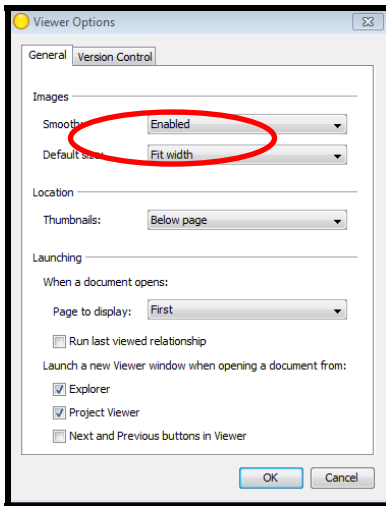 Viewer Options
General Version Control
Images
Smooth: Enabled
Default size: Fit width
Location
Thumbnails: Below page
Launching
When a document opens:
Page to display: First
Run last viewed relationship
Launch a new Viewer window when opening a document from:
Explorer
Project Viewer
Next and Previous buttons in Viewer
OK Cancel